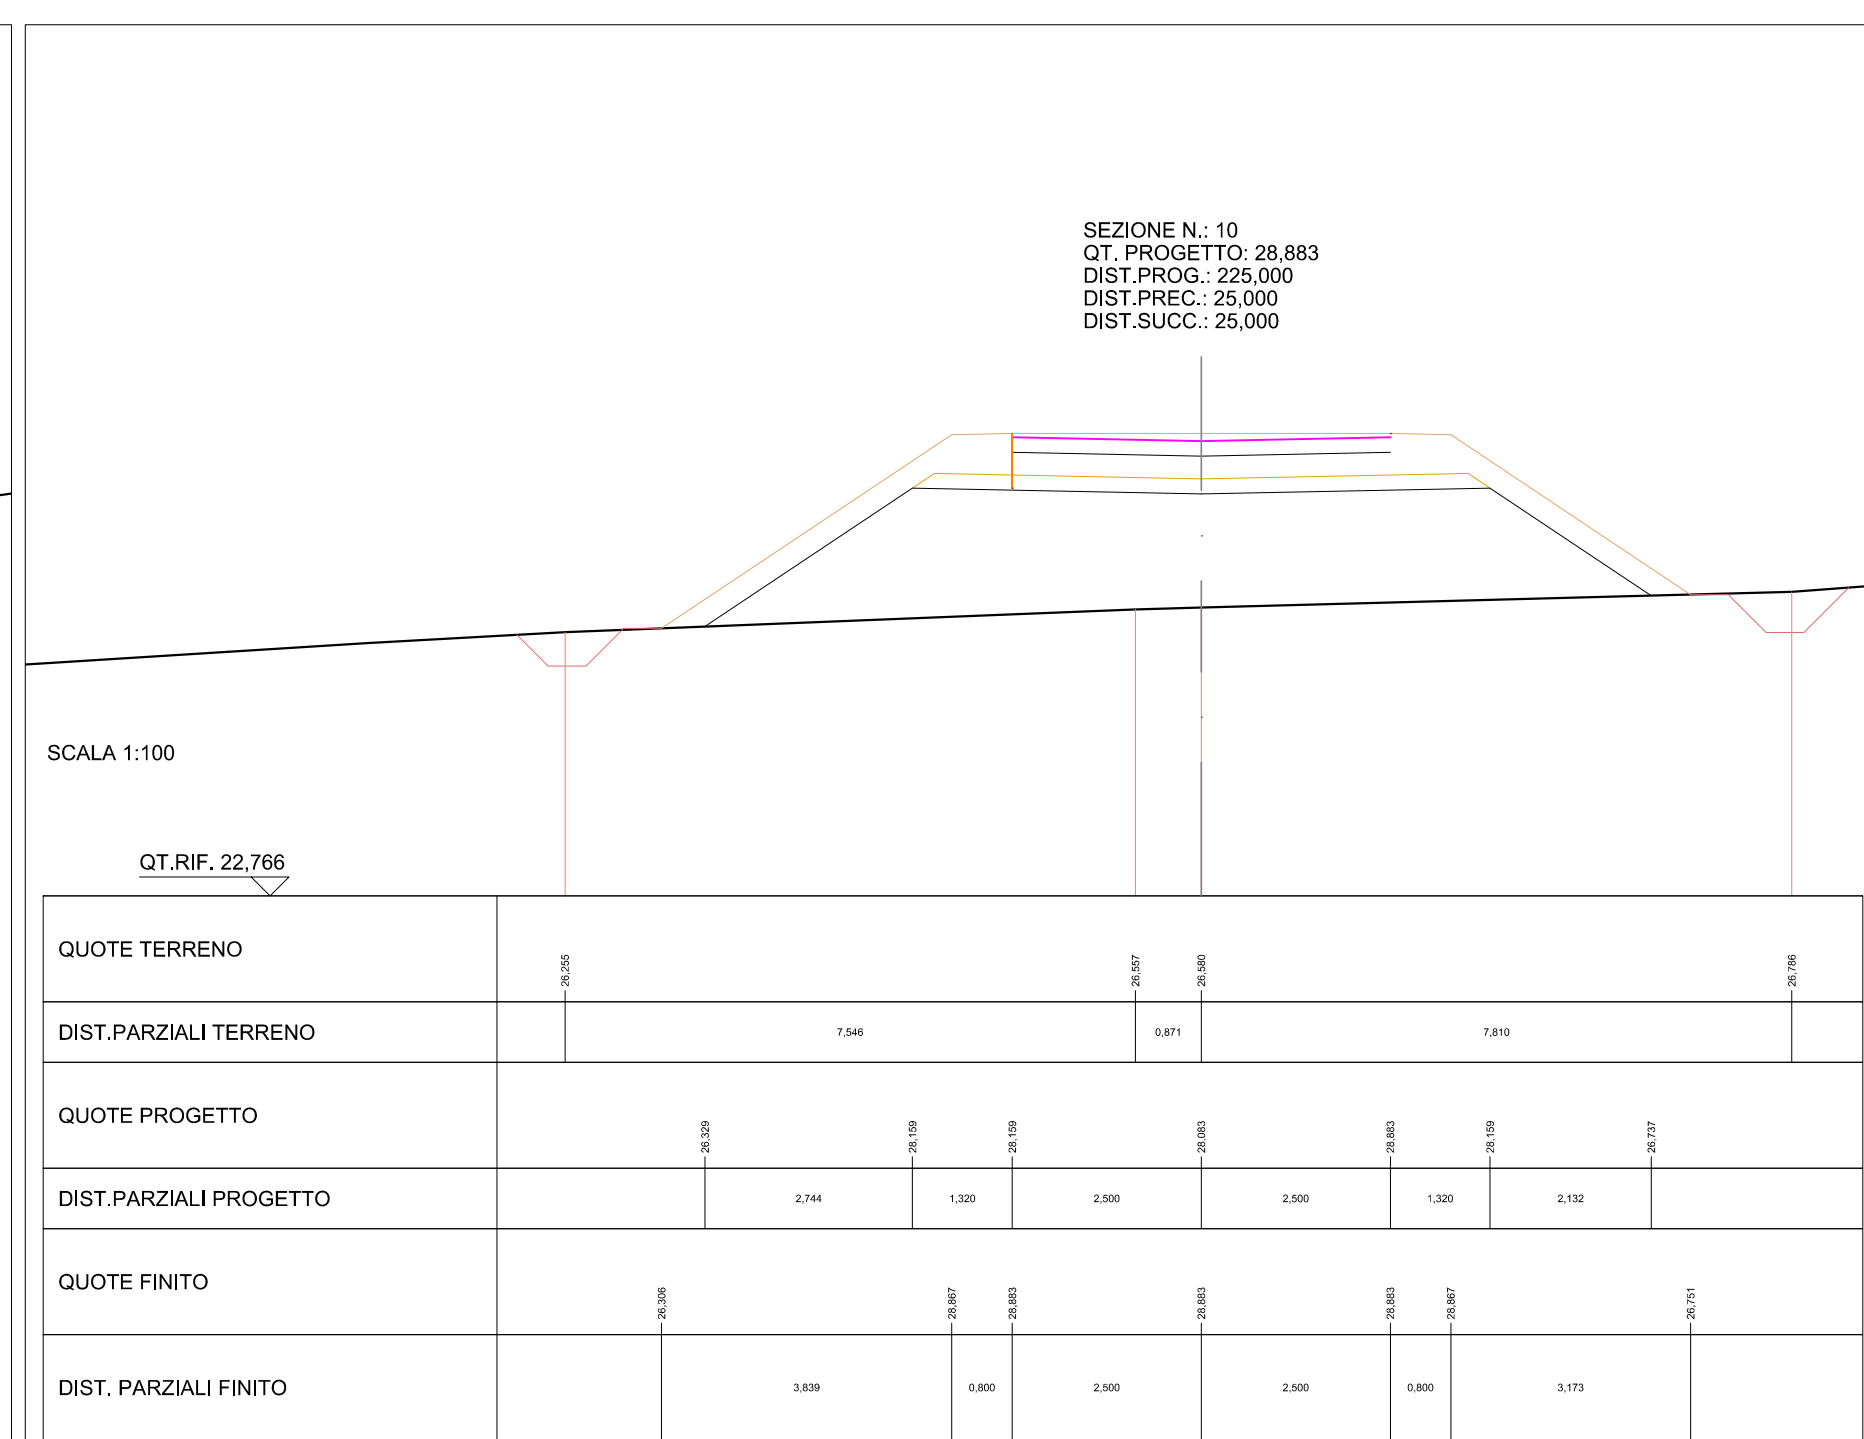 SEZIONE N.: 10
QT. PROGETTO: 28,883
DIST.PROG.: 225,000
DIST.PREC.: 25,000
DIST.SUCC.: 25,000
SCALA 1:100
QT.RIF. 22,766
QUOTE TERRENO
26,255 26,557 26,580 26,786
DIST.PARZIALI TERRENO
7,546 0,871 7,810
QUOTE PROGETTO
26,329 28,159 28,159 28,083 28,883 28,159 26,737
DIST.PARZIALI PROGETTO
2,744 1,320 2,500 2,500 1,320 2,132
QUOTE FINITO
26,306 28,867 28,883 28,883 28,883 28,867 26,751
DIST. PARZIALI FINITO
3,839 0,800 2,500 2,500 0,800 3,173